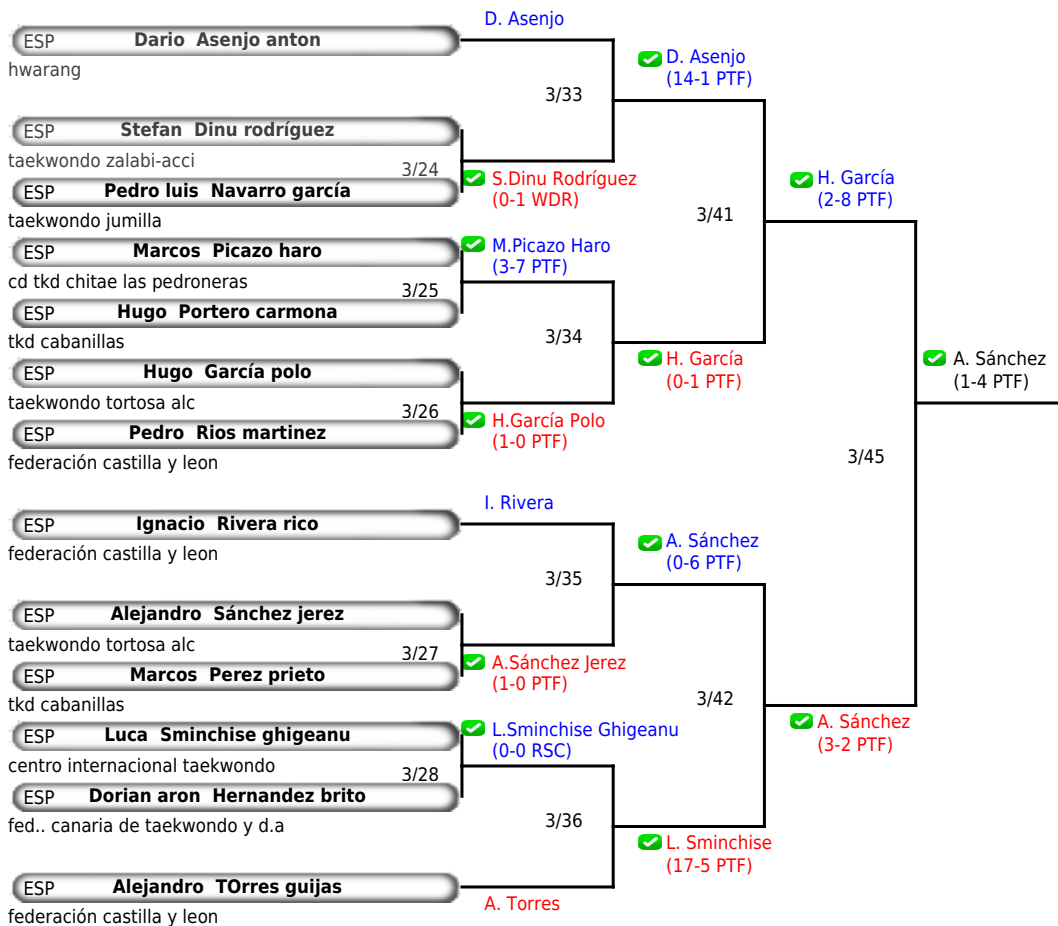 D. Asenjo
ESP Dario Asenjo anton
hwarang
3/33
D. Asenjo
(14-1 PTF)
ESP Stefan Dinu rodríguez
taekwondo zalabi-acci
3/24
S.Dinu Rodríguez
(0-1 WDR)
ESP Pedro luis Navarro garcía
taekwondo jumilla
3/41
H. García
(2-8 PTF)
ESP Marcos Picazo haro
cd tkd chitae las pedroneras
M.Picazo Haro
(3-7 PTF)
3/25
ESP Hugo Portero carmona
tkd cabanillas
3/34
H. García
(0-1 PTF)
ESP Hugo García polo
taekwondo tortosa alc
3/26
H.García Polo
(1-0 PTF)
ESP Pedro Rios martinez
federación castilla y leon
3/45
A. Sánchez
(1-4 PTF)
I. Rivera
ESP Ignacio Rivera rico
federación castilla y leon
3/35
A. Sánchez
(0-6 PTF)
ESP Alejandro Sánchez jerez
taekwondo tortosa alc
3/27
A.Sánchez Jerez
(1-0 PTF)
ESP Marcos Perez prieto
tkd cabanillas
3/42
A. Sánchez
(3-2 PTF)
ESP Luca Sminchise ghigeanu
centro internacional taekwondo
L.Sminchise Ghigeanu
(0-0 RSC)
3/28
ESP Dorian aron Hernandez brito
fed.. canaria de taekwondo y d.a
3/36
L. Sminchise
(17-5 PTF)
ESP Alejandro TOrres guijas
federación castilla y leon
A. Torres